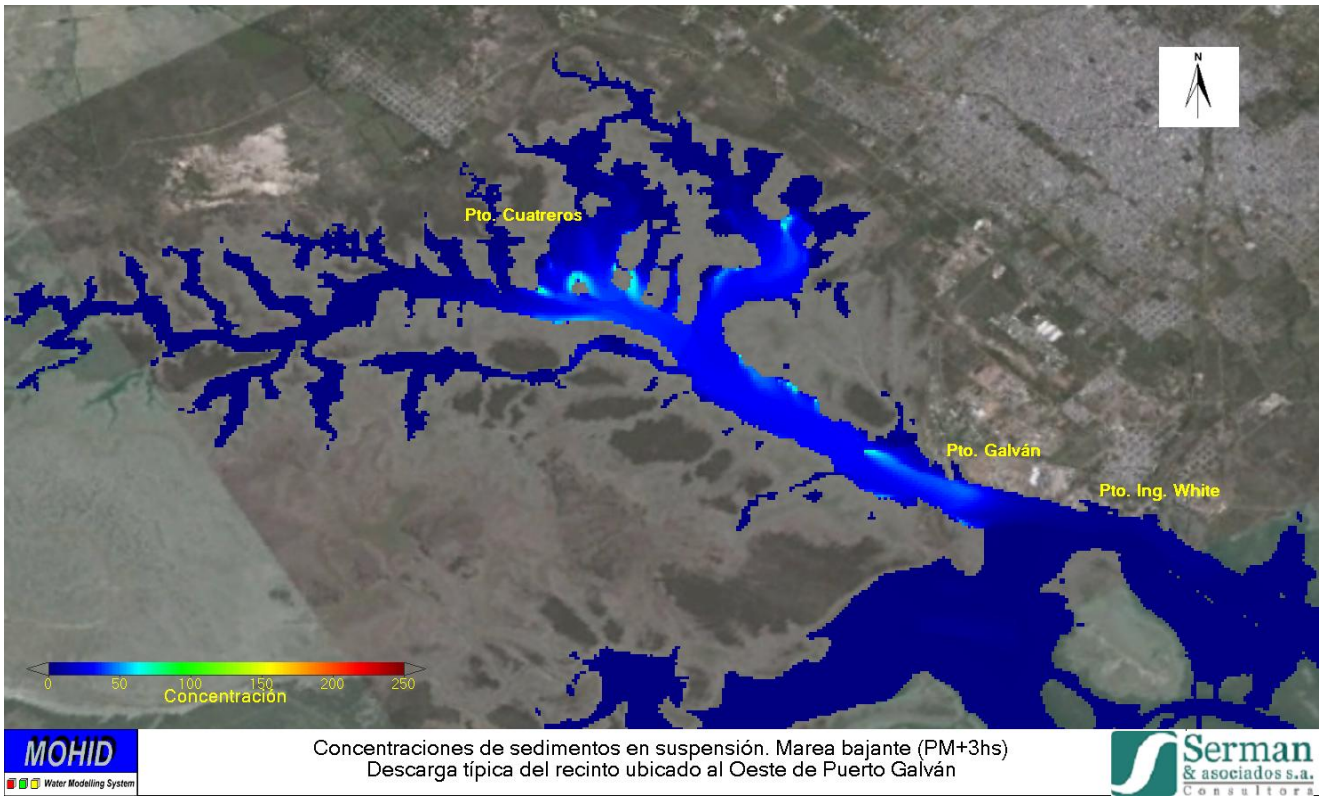 N
Pto. Cuatreros
Pto. Galván
Pto. Ing. White
0 50 100 150 200 250
Concentración
MOHID
Water Modelling System
Concentraciones de sedimentos en suspensión. Marea bajante (PM+3hs)
Descarga típica del recinto ubicado al Oeste de Puerto Galván
Serman
& asociados s.a.
Consultora